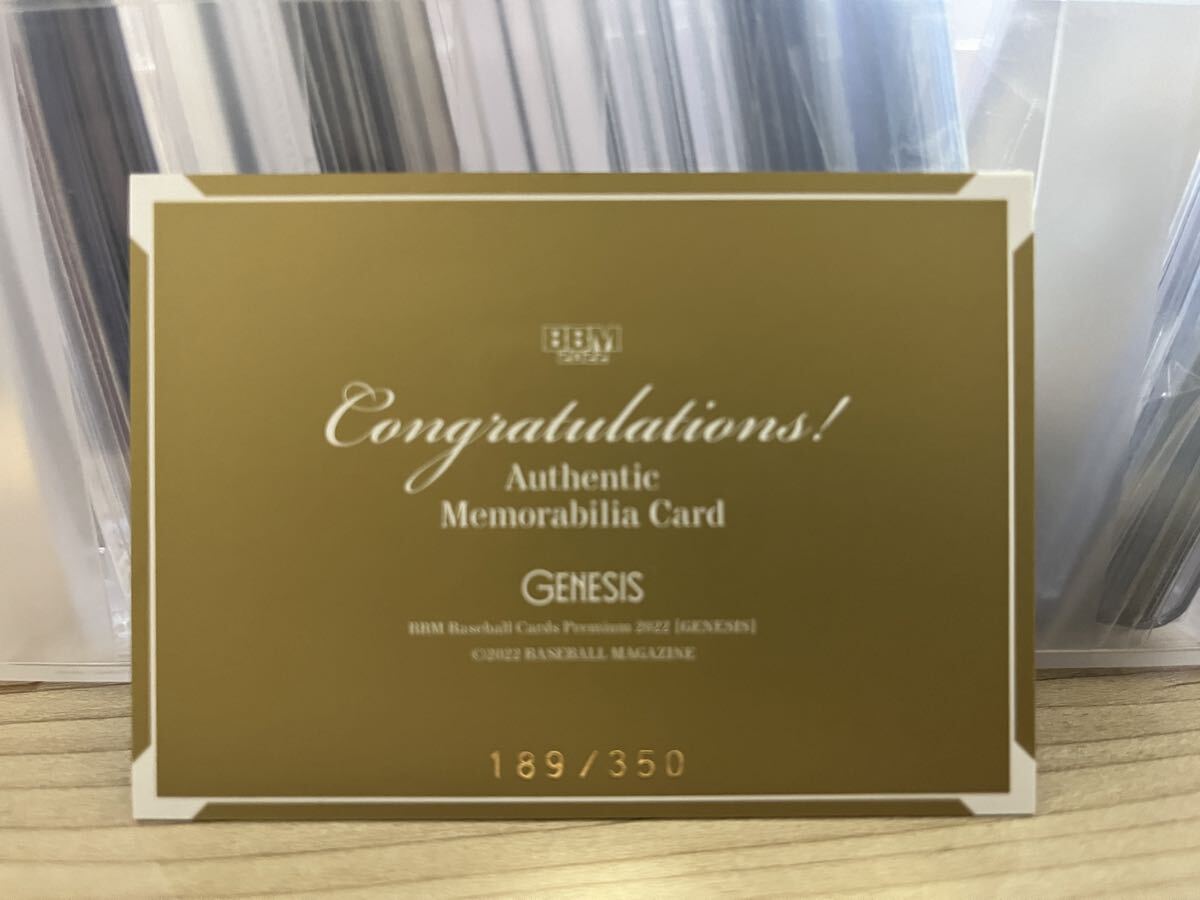 BBM
2022
Congratulations!
Authentic
Memorabilia Card
GENESIS
BBM Baseball Cards Premium 2022 [GENESIS]
©2022 BASEBALL MAGAZINE
189/350